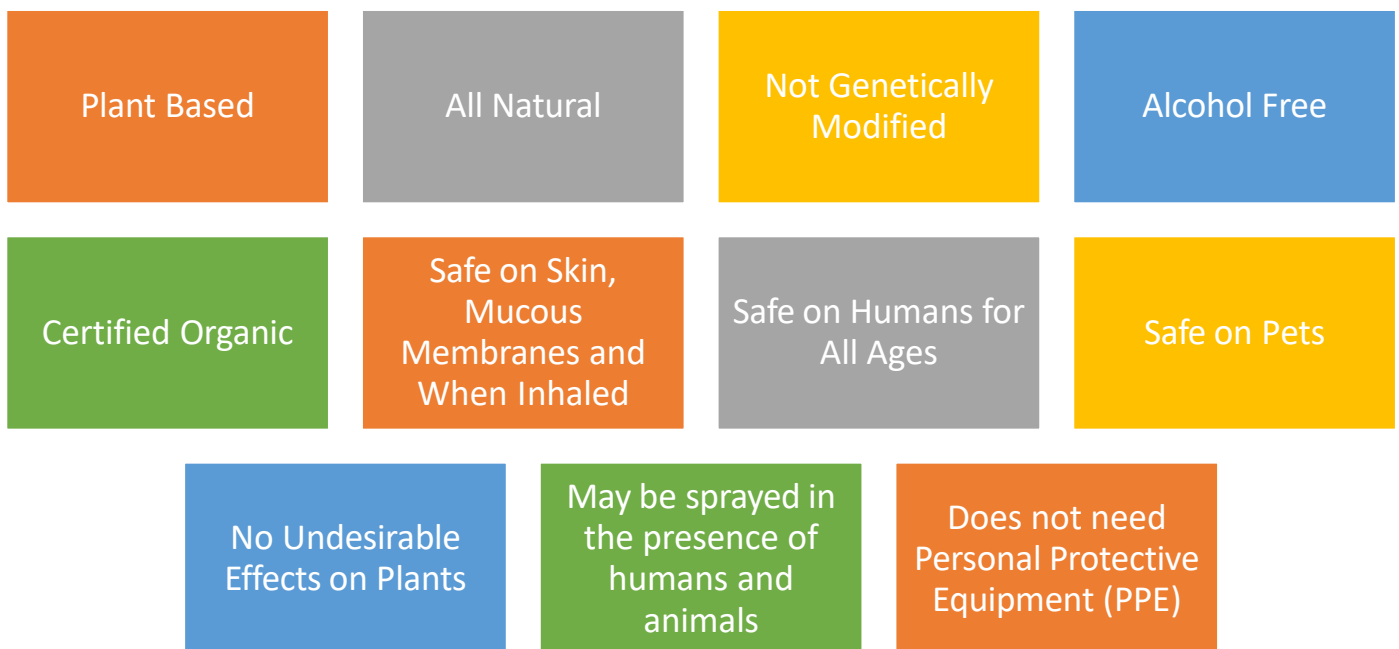 Plant Based
All Natural
Not Genetically
Modified
Alcohol Free
Certified Organic
Safe on Skin,
Mucous
Membranes and
When Inhaled
Safe on Humans for
All Ages
Safe on Pets
No Undesirable
Effects on Plants
May be sprayed in
the presence of
humans and
animals
Does not need
Personal Protective
Equipment (PPE)